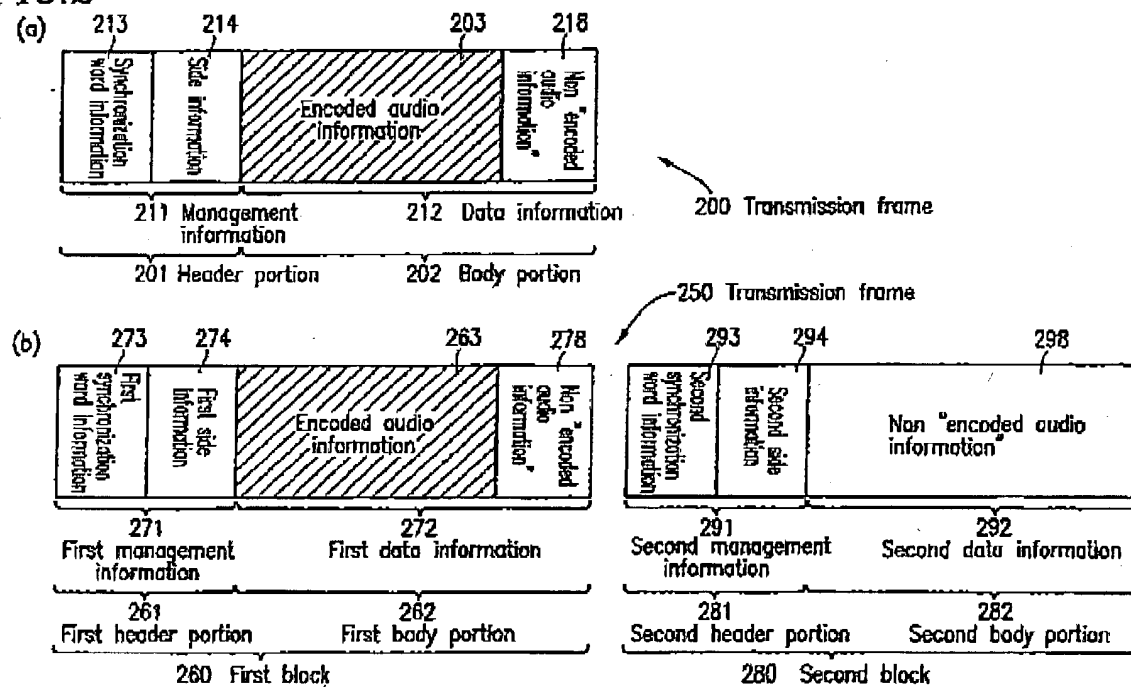 (a)
213
214
203
218
Synchronization
word information
Side information
Encoded audio
information
Non "encoded
audio
information"
211 Management
information
212 Data information
200 Transmission frame
201 Header portion
202 Body portion
250 Transmission frame
(b)
273
274
263
278
293
294
298
First
synchronization
word information
First side
information
Encoded audio
information
Non "encoded
audio
information"
Second
synchronization
word information
Second side
information
Non "encoded audio
information"
271
First management
information
272
First data information
291
Second management
information
292
Second data information
261
First header portion
262
First body portion
281
Second header portion
282
Second body portion
260 First block
280 Second block